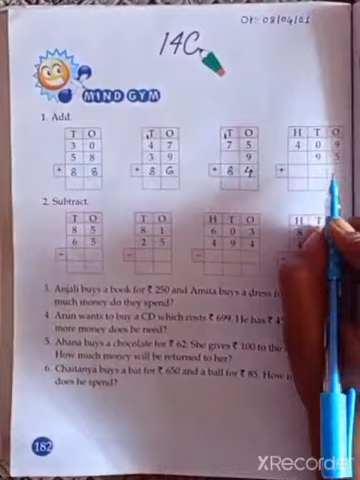 Dt: 08/04/21
14C
MIND GYM
1. Add.
T O
T O
T O
H T O
3 0
4 7
7 5
4 0 9
5 8
3 9
9
9 5
+ 8 8
+ 8 6
+ 8 4
+
2. Subtract.
T O
T O
H T O
H T
8 5
8 1
6 0 3
8
6 5
2 5
4 9 4
−
−
−
−
3. Anjali buys a book for ₹ 250 and Amita buys a dress
much money do they spend?
4. Arun wants to buy a CD which costs ₹ 699. He has ₹
more money does he need?
5. Ahana buys a chocolate for ₹ 62. She gives ₹ 100 to the
How much money will be returned to her?
6. Chaitanya buys a bat for ₹ 650 and a ball for ₹ 85. How
does he spend?
182
XRecorder